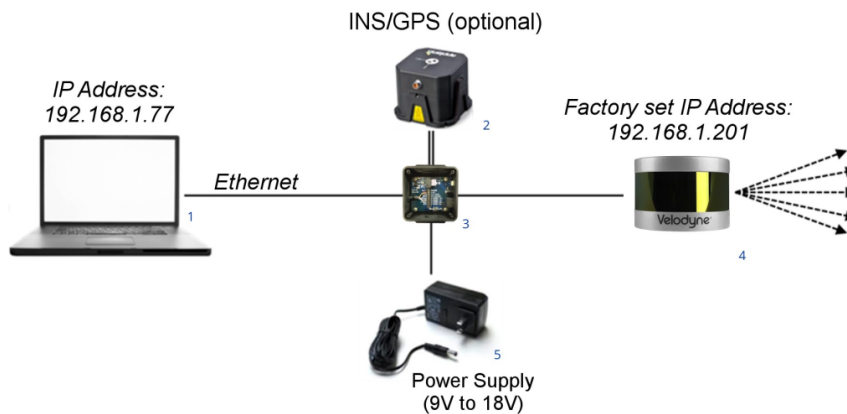 INS/GPS (optional)
IP Address:
192.168.1.77
Factory set IP Address:
192.168.1.201
2
Ethernet
1
3
Velodyne
4
5
Power Supply
(9V to 18V)